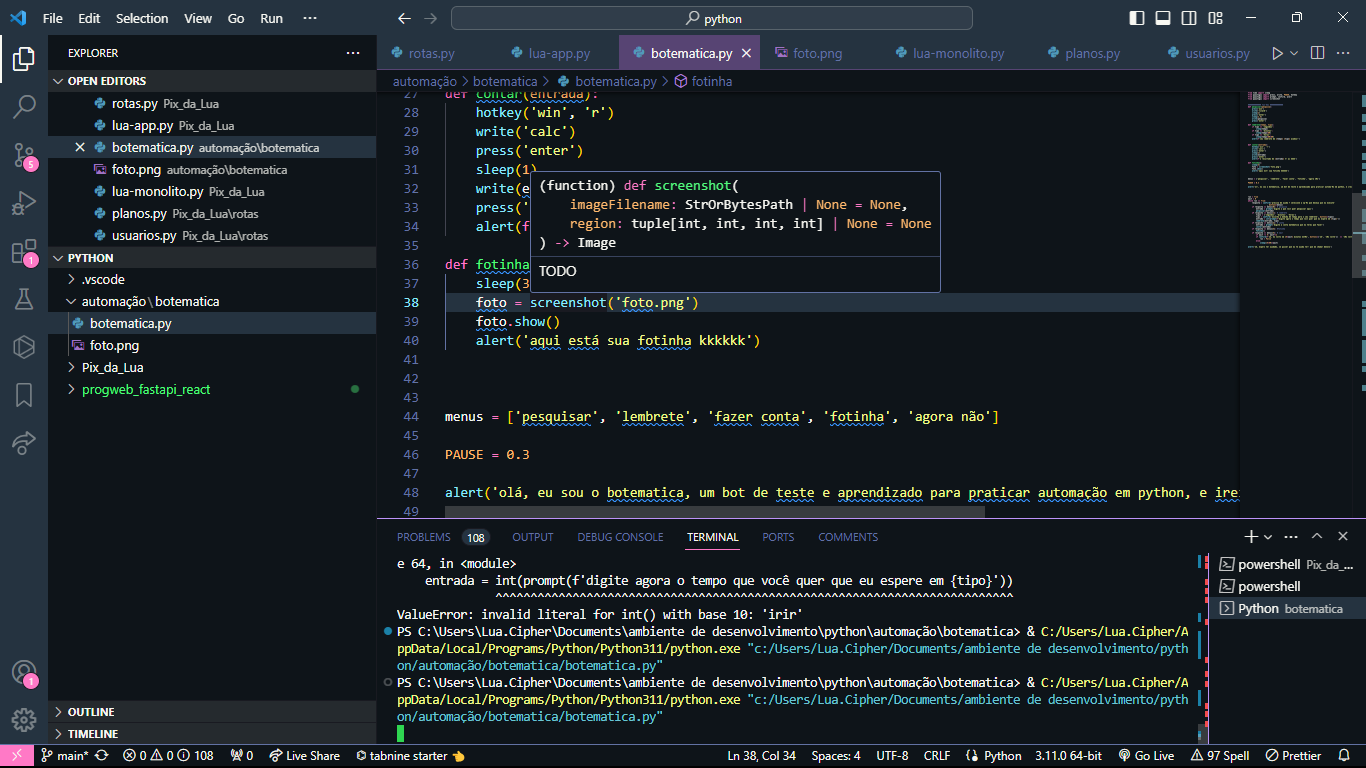 File Edit Selection View Go Run ···
python
EXPLORER ···
OPEN EDITORS
rotas.py Pix_da_Lua
lua-app.py Pix_da_Lua
botematica.py automação\botematica
foto.png automação\botematica
lua-monolito.py Pix_da_Lua
planos.py Pix_da_Lua\rotas
usuarios.py Pix_da_Lua\rotas
PYTHON
.vscode
automação\botematica
botematica.py
foto.png
Pix_da_Lua
progweb_fastapi_react
OUTLINE
TIMELINE
5
1
1
rotas.py lua-app.py botematica.py foto.png lua-monolito.py planos.py usuarios.py
automação > botematica > botematica.py > fotinha
27 def contar(entrada):
28 hotkey('win', 'r')
29 write('calc')
30 press('enter')
31 sleep(1)
32 write(e
33 press('
34 alert(f
35
36 def fotinha
37 sleep(3
38 foto = screenshot('foto.png')
39 foto.show()
40 alert('aqui está sua fotinha kkkkkk')
41
42
43
44 menus = ['pesquisar', 'lembrete', 'fazer conta', 'fotinha', 'agora não']
45
46 PAUSE = 0.3
47
48 alert('olá, eu sou o botematica, um bot de teste e aprendizado para praticar automação em python, e irei
49
(function) def screenshot(
imageFilename: StrOrBytesPath | None = None,
region: tuple[int, int, int, int] | None = None
) -> Image
TODO
PROBLEMS 108 OUTPUT DEBUG CONSOLE TERMINAL PORTS COMMENTS
e 64, in <module>
entrada = int(prompt(f'digite agora o tempo que você quer que eu espere em {tipo}'))
^^^^^^^^^^^^^^^^^^^^^^^^^^^^^^^^^^^^^^^^^^^^^^^^^^^^^^^^^^^^^^^^^^^
ValueError: invalid literal for int() with base 10: 'irir'
PS C:\Users\Lua.Cipher\Documents\ambiente de desenvolvimento\python\automação\botematica> & C:/Users/Lua.Cipher/A
ppData/Local/Programs/Python/Python311/python.exe "c:/Users/Lua.Cipher/Documents/ambiente de desenvolvimento/pyth
on/automação/botematica/botematica.py"
PS C:\Users\Lua.Cipher\Documents\ambiente de desenvolvimento\python\automação\botematica> & C:/Users/Lua.Cipher/A
ppData/Local/Programs/Python/Python311/python.exe "c:/Users/Lua.Cipher/Documents/ambiente de desenvolvimento/pyth
on/automação/botematica/botematica.py"
powershell Pix_da_...
powershell
Python botematica
main* 0 0 108 0 Live Share tabnine starter Ln 38, Col 34 Spaces: 4 UTF-8 CRLF Python 3.11.0 64-bit Go Live 97 Spell Prettier